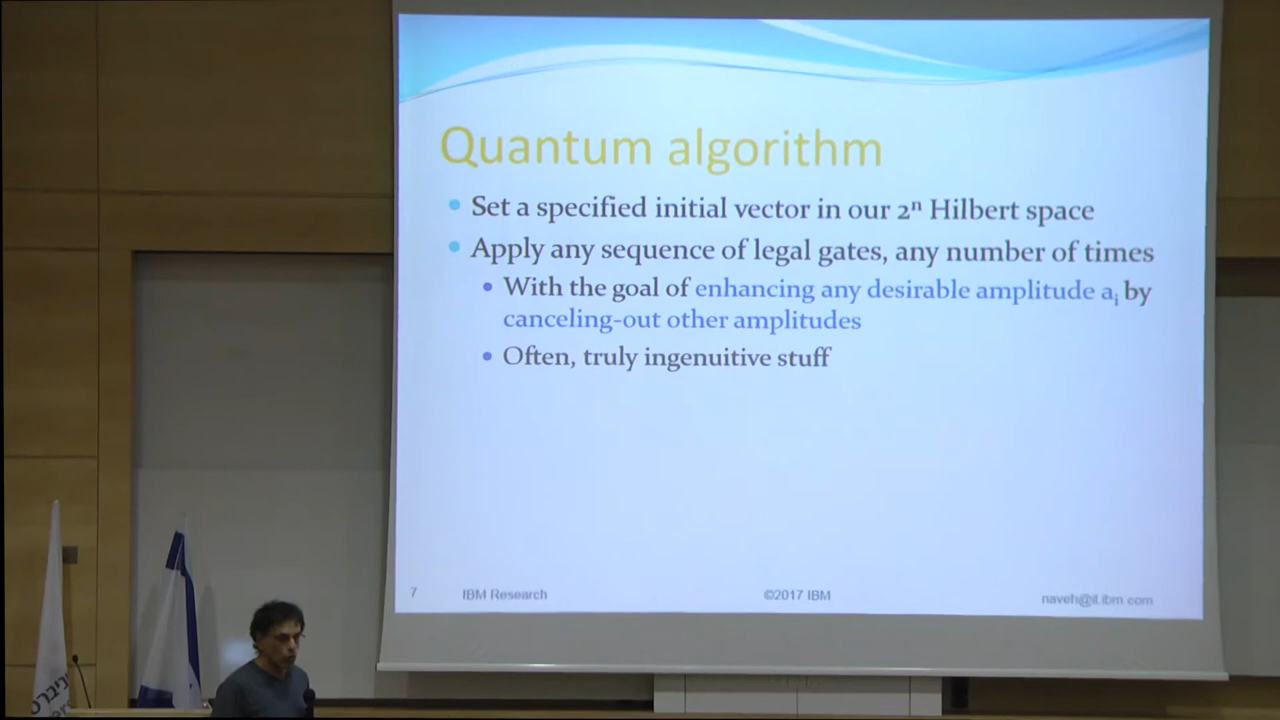 Quantum algorithm
Set a specified initial vector in our 2ⁿ Hilbert space
Apply any sequence of legal gates, any number of times
With the goal of enhancing any desirable amplitude aᵢ by
canceling-out other amplitudes
Often, truly ingenuitive stuff
7 IBM Research ©2017 IBM naveh@il.ibm.com